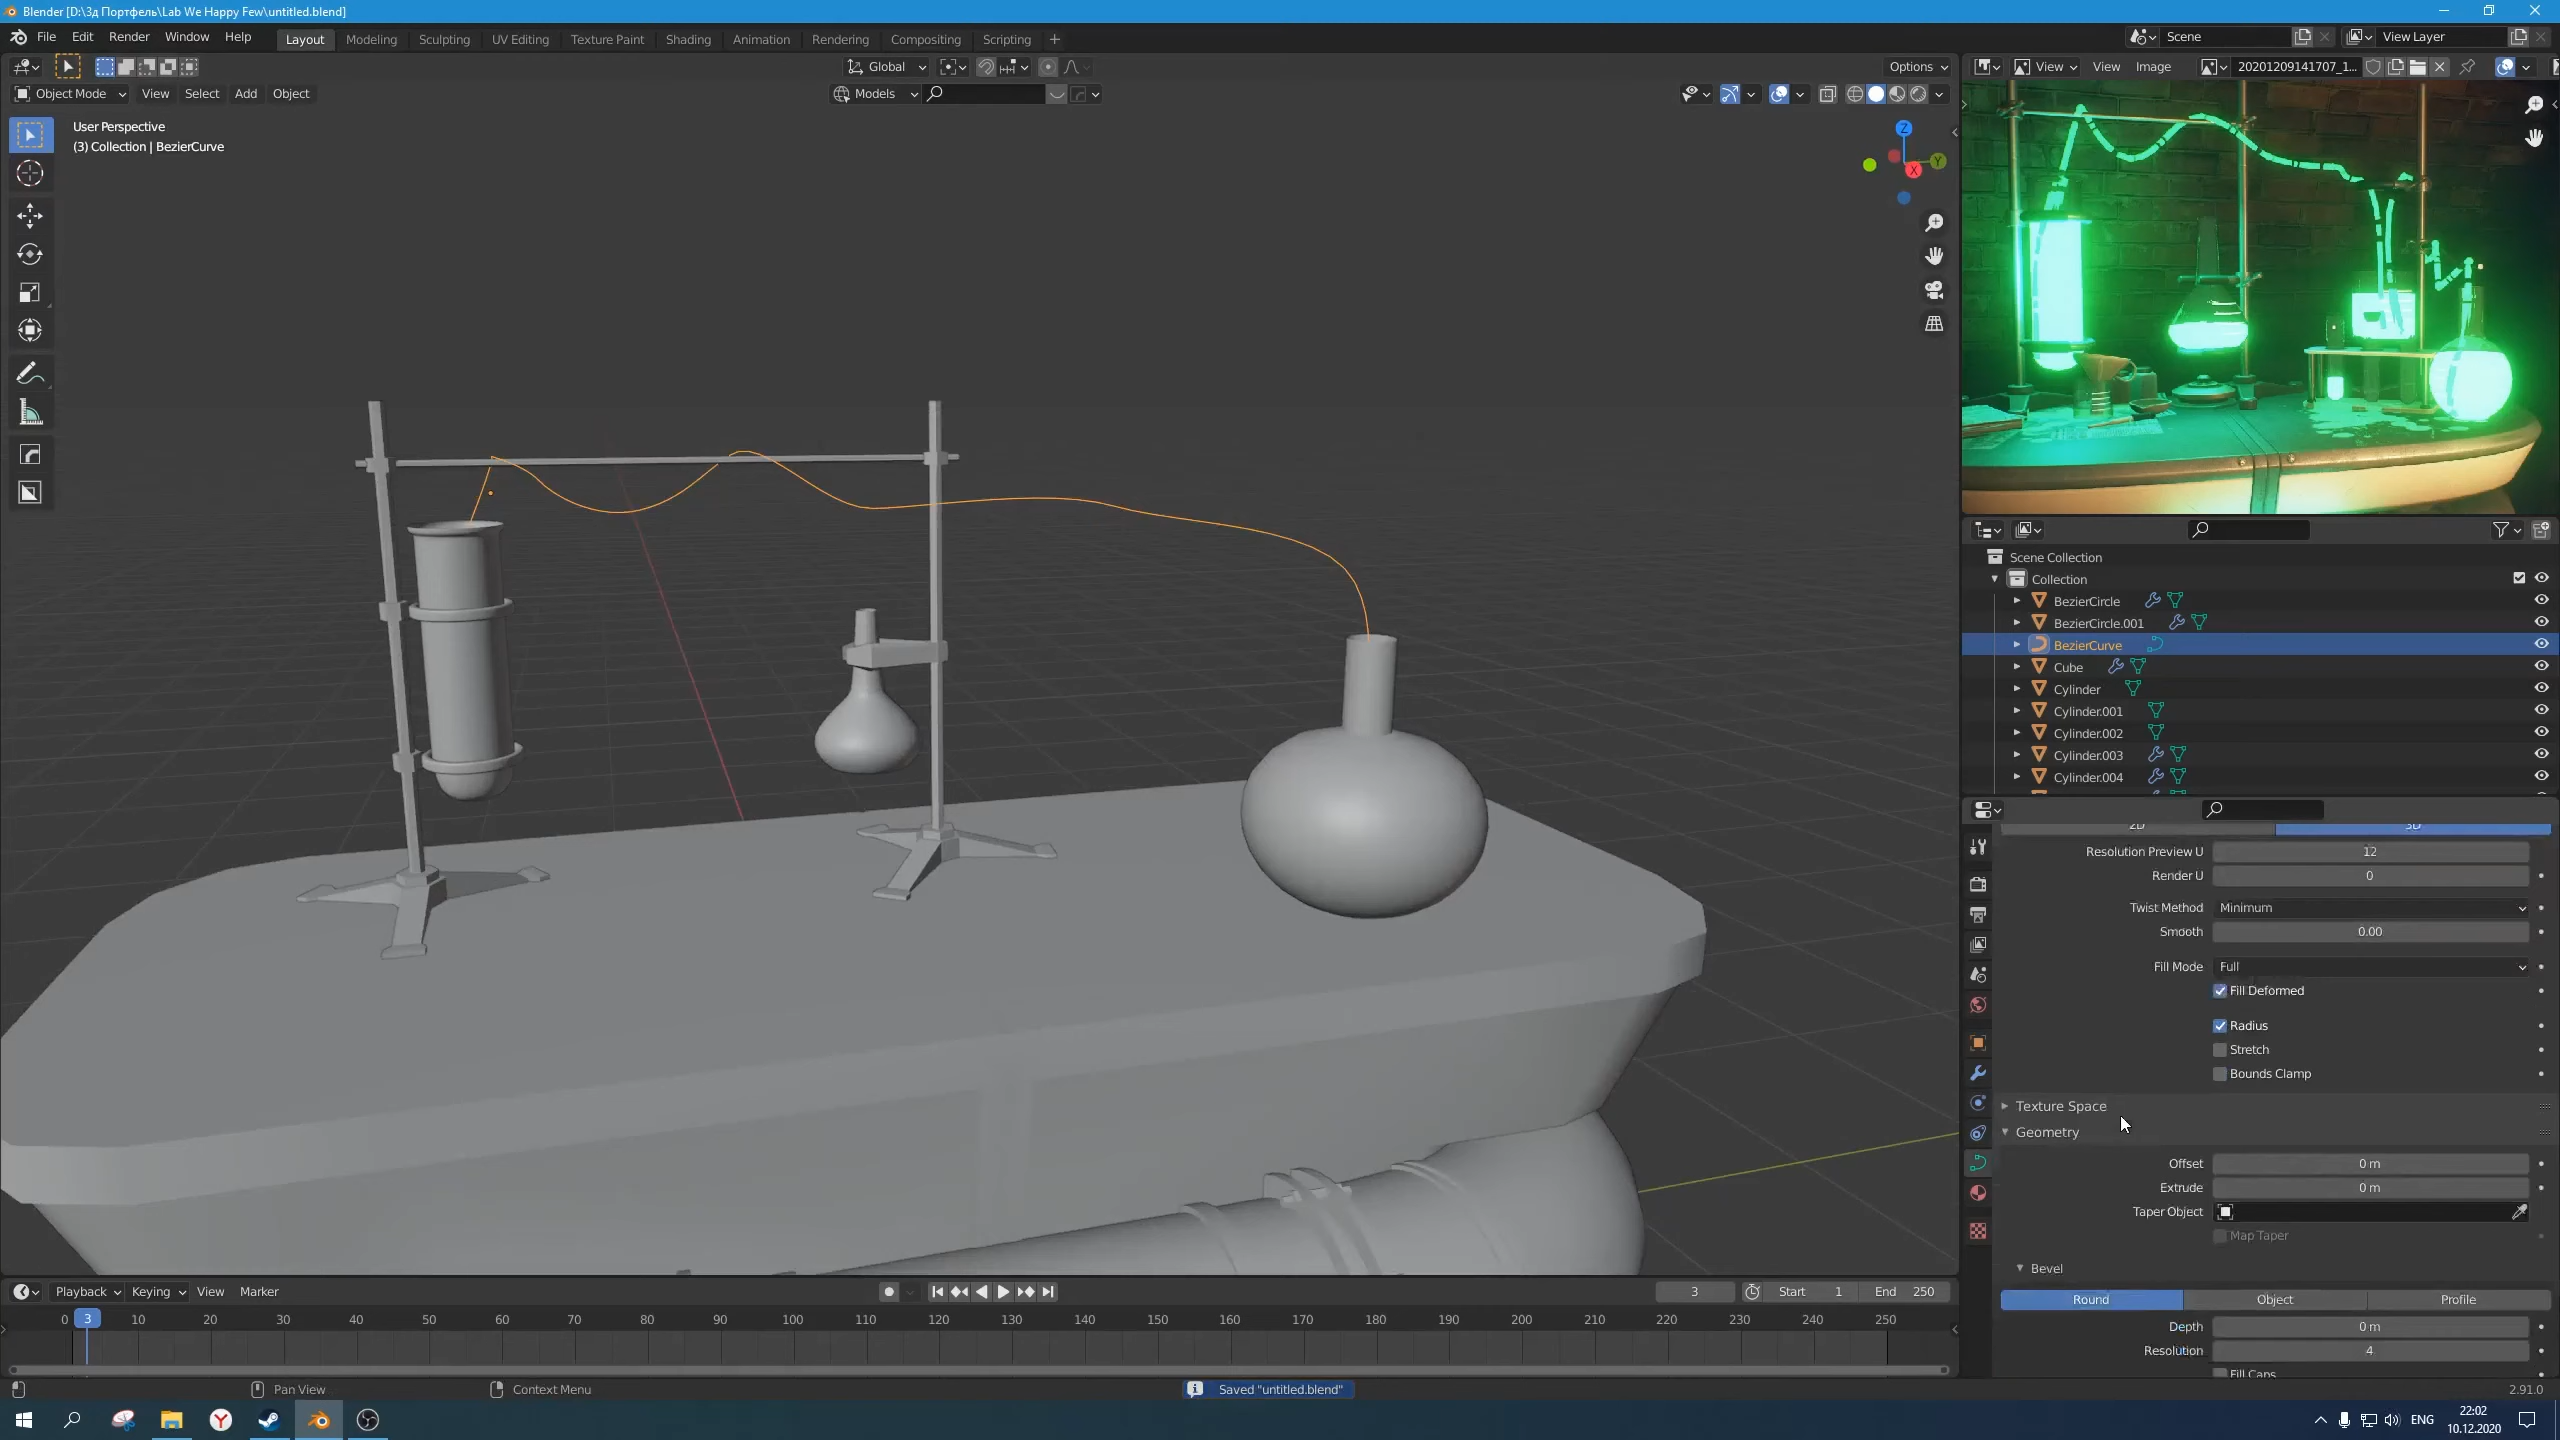 Blender [D:\3д Портфель\Lab We Happy Few\untitled.blend]
File Edit Render Window Help Layout Modeling Sculpting UV Editing Texture Paint Shading Animation Rendering Compositing Scripting Scene View Layer
Global Options View View Image 20201209141707_1...
Object Mode View Select Add Object Models
User Perspective
(3) Collection | BezierCurve
Z
Y
X
Scene Collection
Collection
BezierCircle
BezierCircle.001
BezierCurve
Cube
Cylinder
Cylinder.001
Cylinder.002
Cylinder.003
Cylinder.004
2D 3D
Resolution Preview U 12
Render U 0
Twist Method Minimum
Smooth 0.00
Fill Mode Full
Fill Deformed
Radius
Stretch
Bounds Clamp
Texture Space
Geometry
Offset 0 m
Extrude 0 m
Taper Object
Map Taper
Bevel
Round Object Profile
Depth 0 m
Resolution 4
Fill Caps
Playback Keying View Marker 3 Start 1 End 250
0 3 10 20 30 40 50 60 70 80 90 100 110 120 130 140 150 160 170 180 190 200 210 220 230 240 250
Pan View Context Menu Saved "untitled.blend" 2.91.0
ENG 22:02
10.12.2020